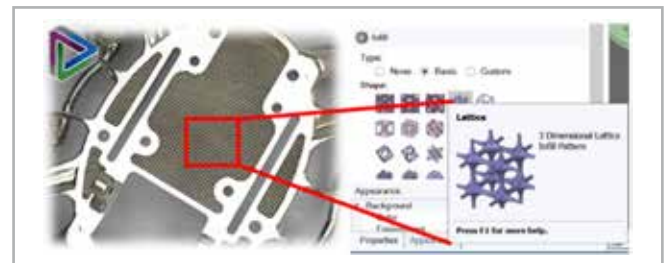 Infill
Type:
None Basic Custom
Shape:
Lattice
3 Dimensional Lattice
Infill Pattern
Appearance
Background
Color
Press F1 for more help.
Properties